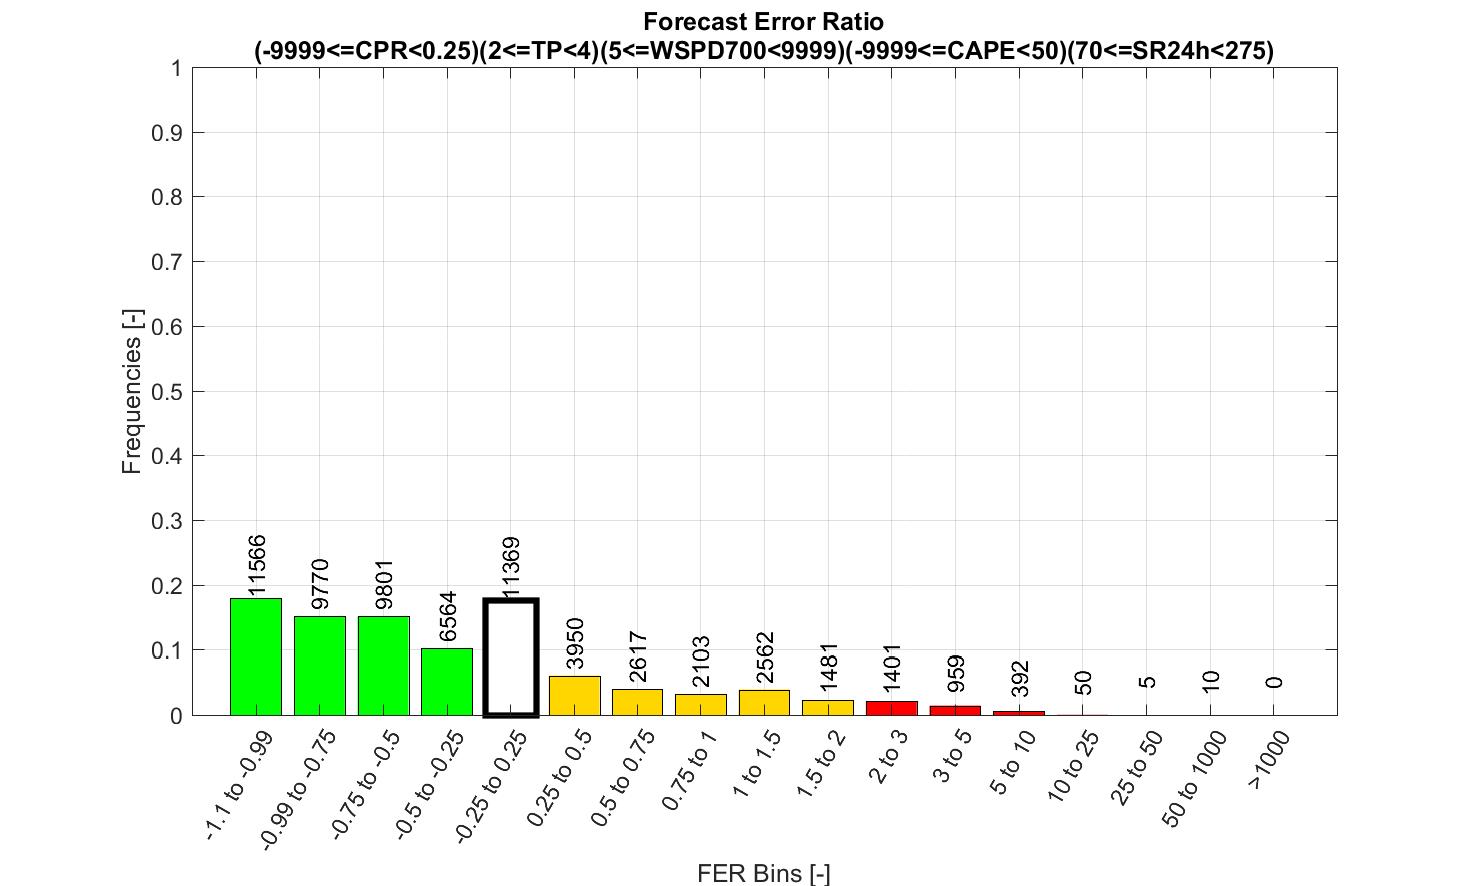 Forecast Error Ratio
(-9999<=CPR<0.25)(2<=TP<4)(5<=WSPD700<9999)(-9999<=CAPE<50)(70<=SR24h<275)
1
0.9
0.8
0.7
0.6
0.5
0.4
0.3
0.2
0.1
0
Frequencies [-]
11566
9770
9801
6564
11369
3950
2617
2103
2562
1481
1401
959
392
50
5
10
0
-1.1 to -0.99
-0.99 to -0.75
-0.75 to -0.5
-0.5 to -0.25
-0.25 to 0.25
0.25 to 0.5
0.5 to 0.75
0.75 to 1
1 to 1.5
1.5 to 2
2 to 3
3 to 5
5 to 10
10 to 25
25 to 50
50 to 1000
>1000
FER Bins [-]